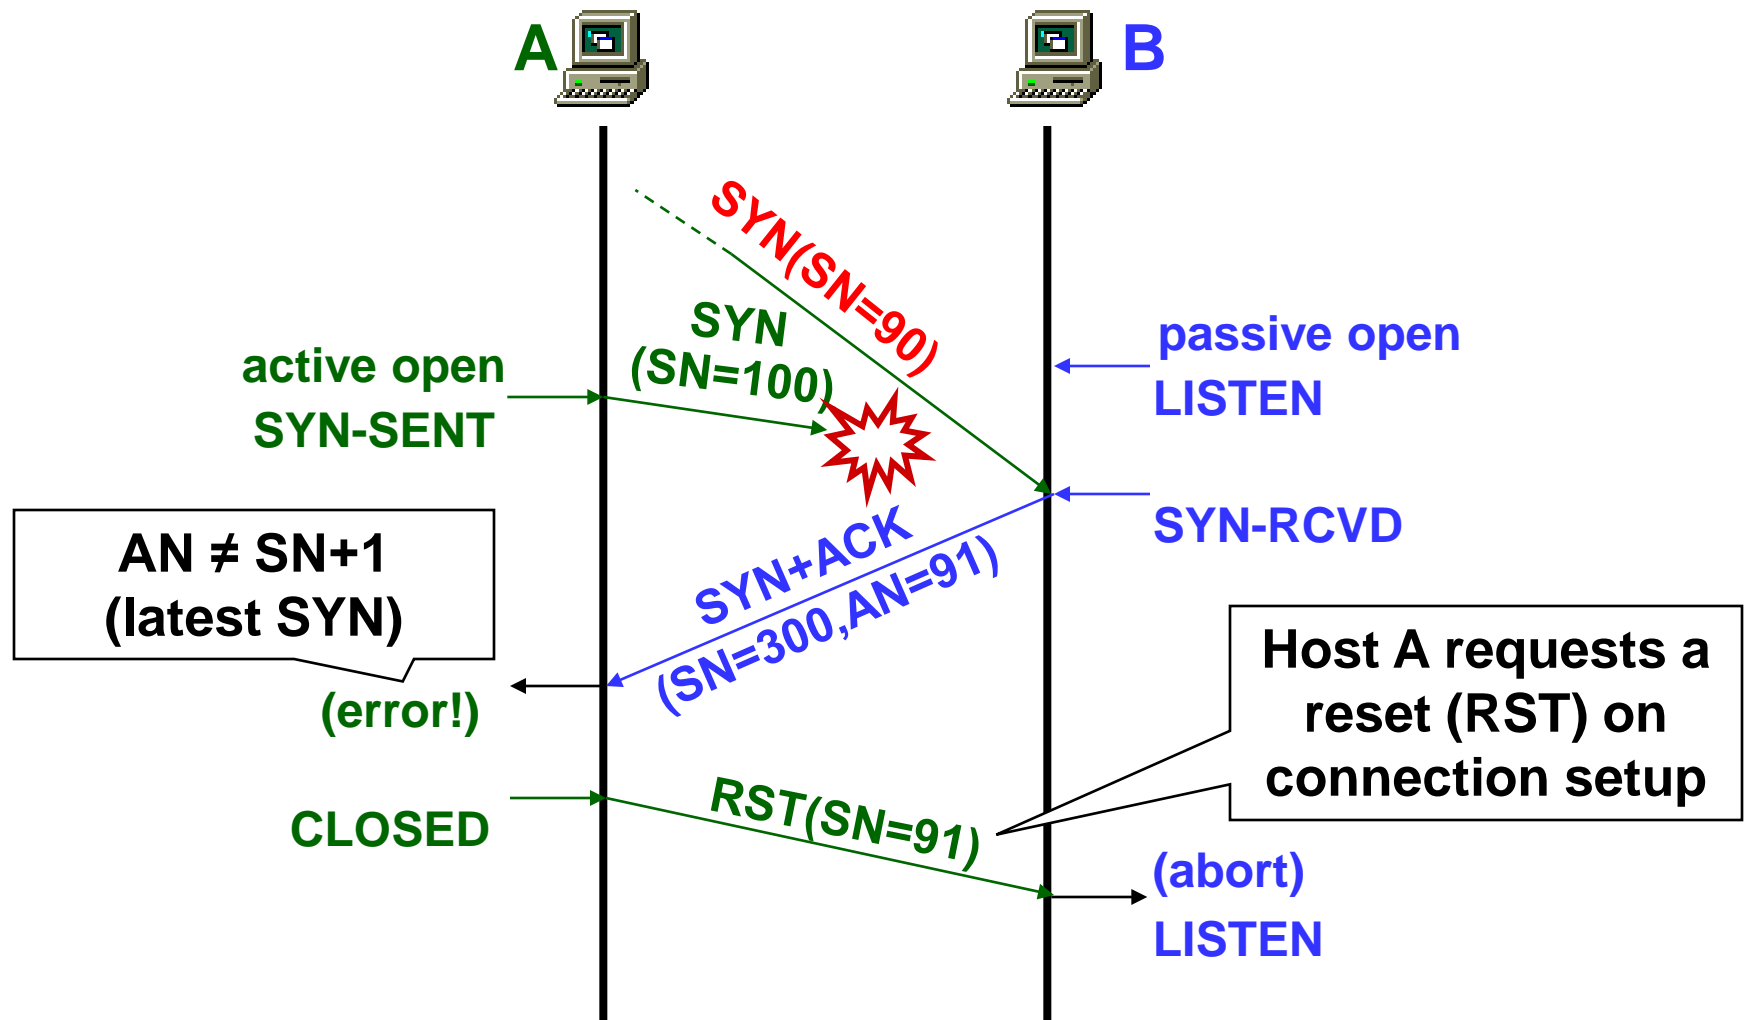 A
B
SYN(SN=90)
SYN
(SN=100)
active open
SYN-SENT
passive open
LISTEN
SYN-RCVD
AN ≠ SN+1
(latest SYN)
SYN+ACK
(SN=300,AN=91)
(error!)
Host A requests a
reset (RST) on
connection setup
CLOSED
RST(SN=91)
(abort)
LISTEN